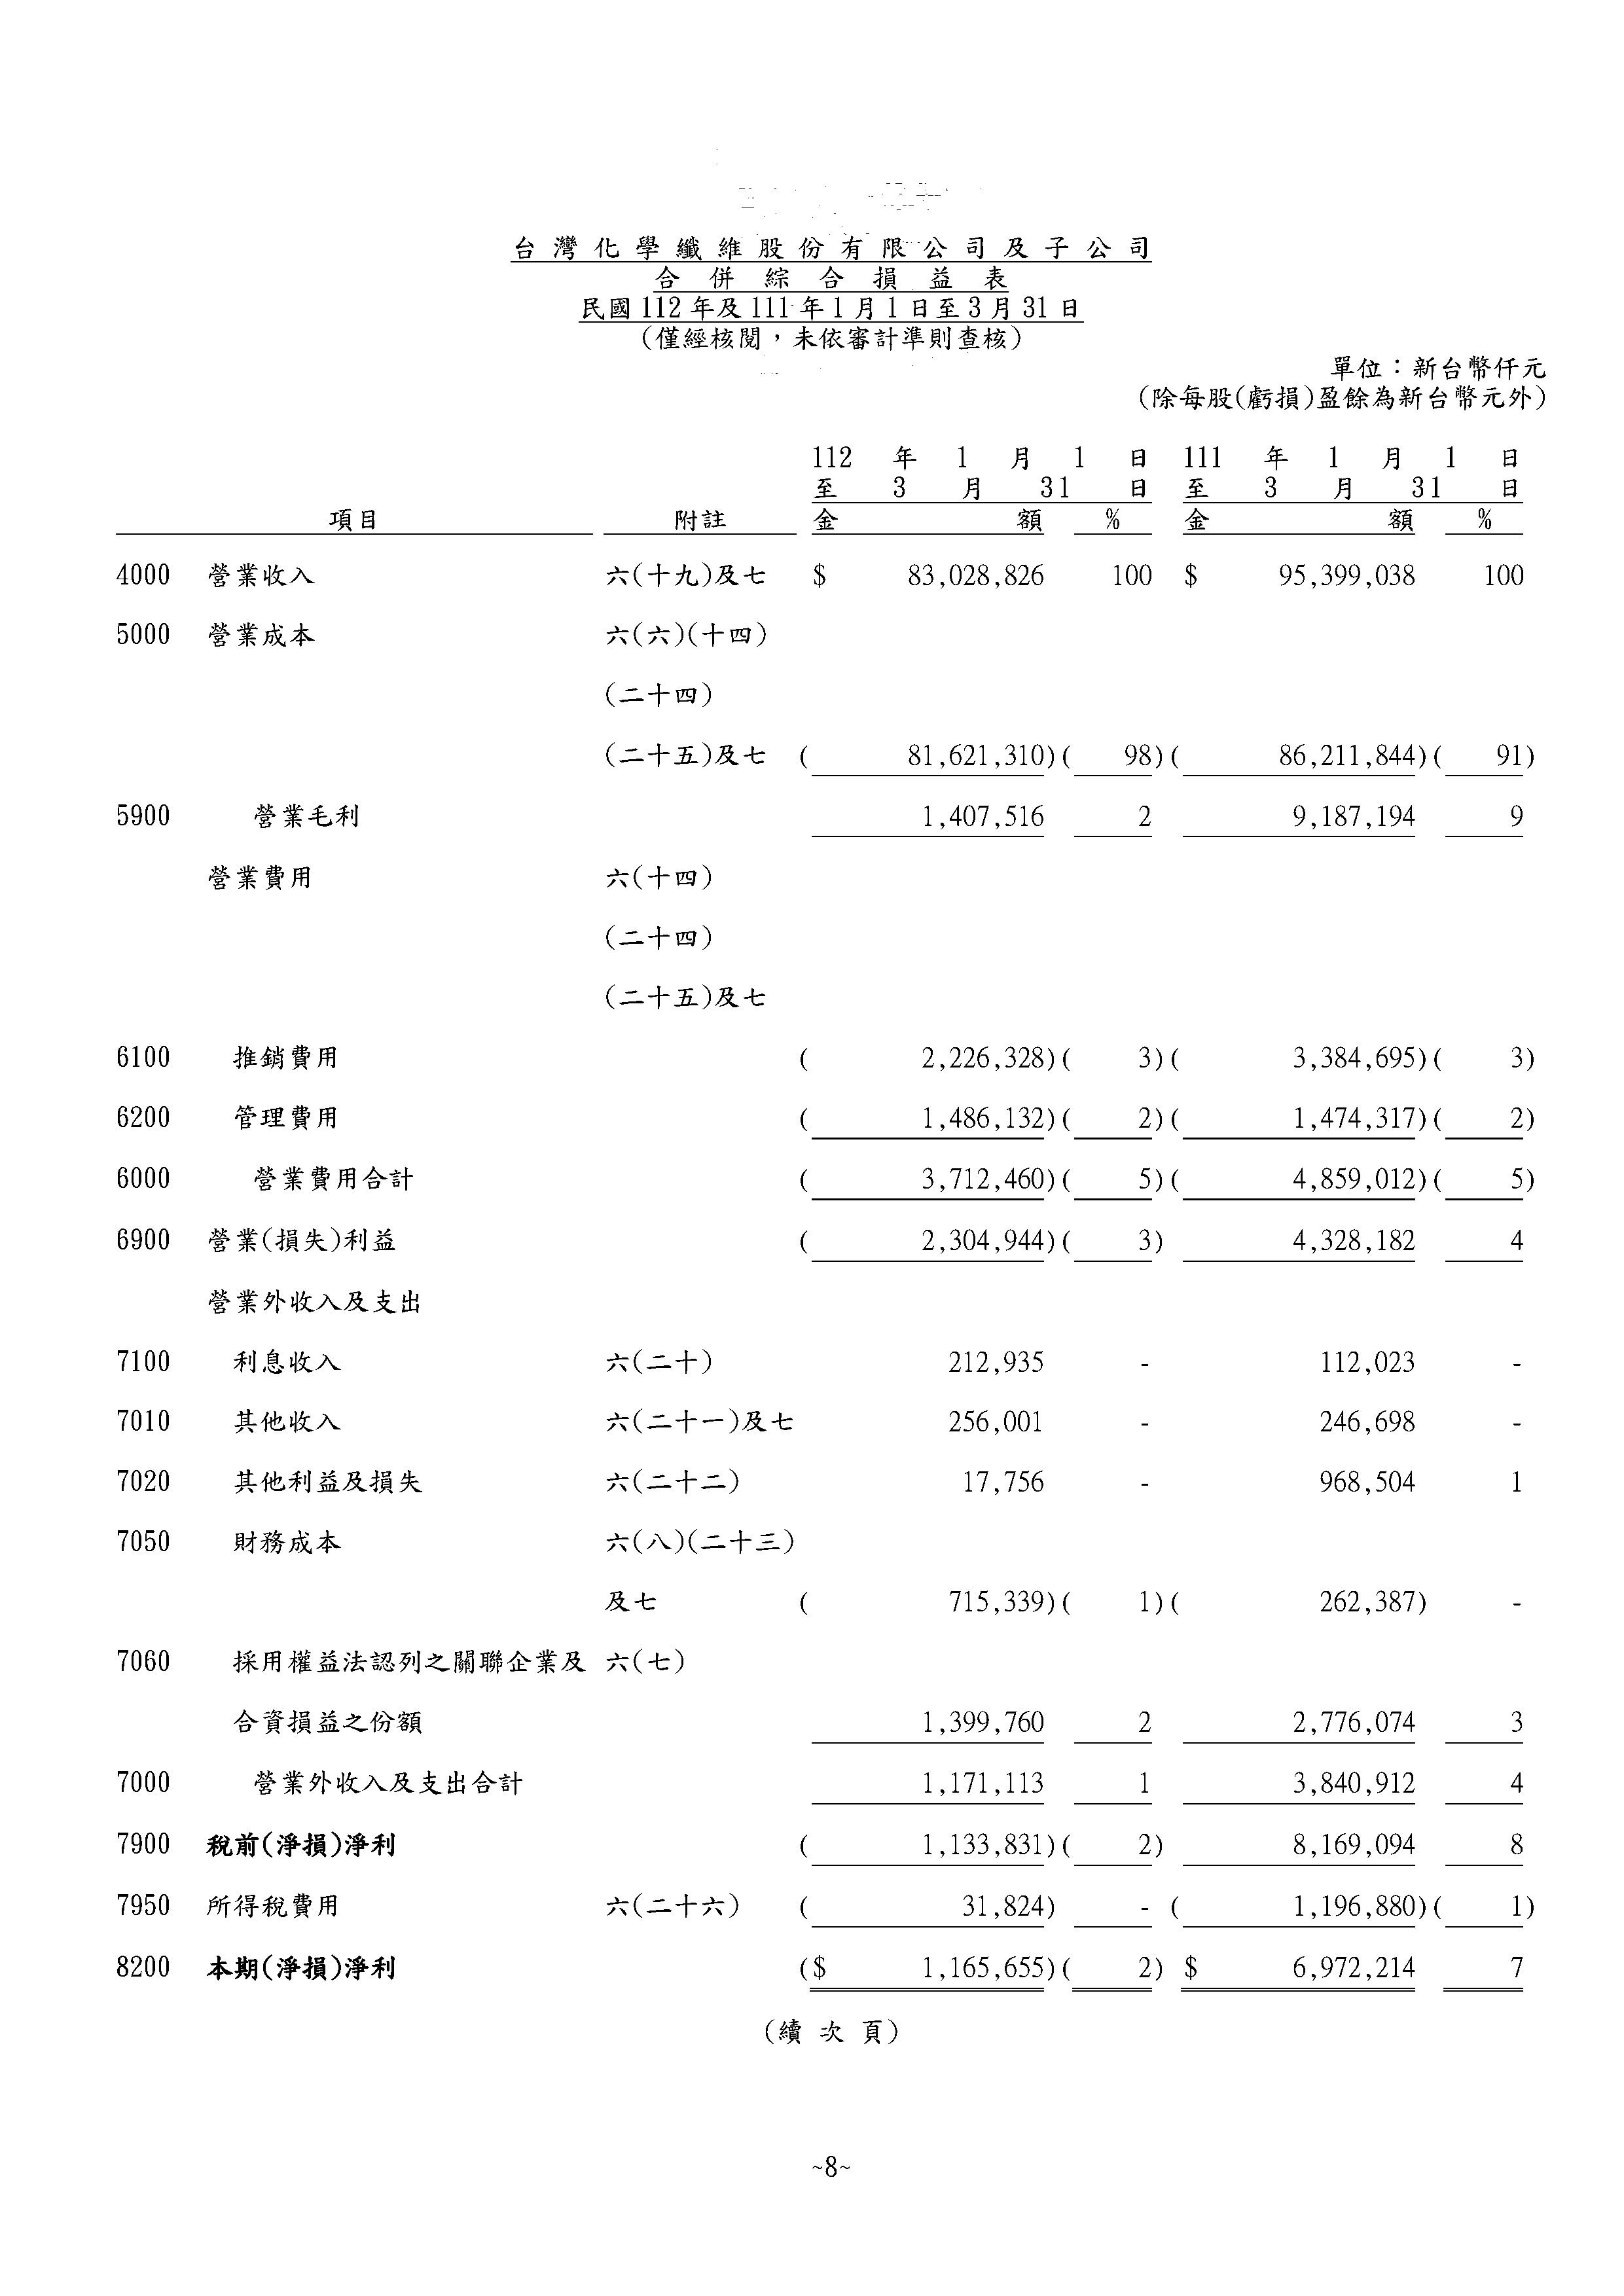 台灣化學纖維股份有限公司及子公司
合併綜合損益表
民國112年及111年1月1日至3月31日
(僅經核閱，未依審計準則查核)
單位：新台幣仟元
(除每股(虧損)盈餘為新台幣元外)
112 年 1 月 1 日 111 年 1 月 1 日
至 3 月 31 日 至 3 月 31 日
項目 附註 金 額 % 金 額 %
4000 營業收入 六(十九)及七 $ 83,028,826 100 $ 95,399,038 100
5000 營業成本 六(六)(十四)
(二十四)
(二十五)及七 ( 81,621,310)( 98)( 86,211,844)( 91)
5900 營業毛利 1,407,516 2 9,187,194 9
營業費用 六(十四)
(二十四)
(二十五)及七
6100 推銷費用 ( 2,226,328)( 3)( 3,384,695)( 3)
6200 管理費用 ( 1,486,132)( 2)( 1,474,317)( 2)
6000 營業費用合計 ( 3,712,460)( 5)( 4,859,012)( 5)
6900 營業(損失)利益 ( 2,304,944)( 3) 4,328,182 4
營業外收入及支出
7100 利息收入 六(二十) 212,935 - 112,023 -
7010 其他收入 六(二十一)及七 256,001 - 246,698 -
7020 其他利益及損失 六(二十二) 17,756 - 968,504 1
7050 財務成本 六(八)(二十三)
及七 ( 715,339)( 1)( 262,387) -
7060 採用權益法認列之關聯企業及 六(七)
合資損益之份額 1,399,760 2 2,776,074 3
7000 營業外收入及支出合計 1,171,113 1 3,840,912 4
7900 稅前(淨損)淨利 ( 1,133,831)( 2) 8,169,094 8
7950 所得稅費用 六(二十六) ( 31,824) - ( 1,196,880)( 1)
8200 本期(淨損)淨利 ($ 1,165,655)( 2) $ 6,972,214 7
(續 次 頁)
~8~